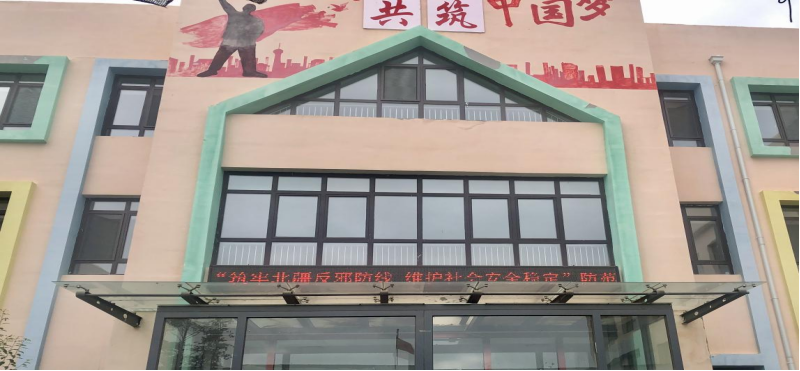 共筑中国梦
“筑牢北疆反邪防线 维护社会安全稳定”防范